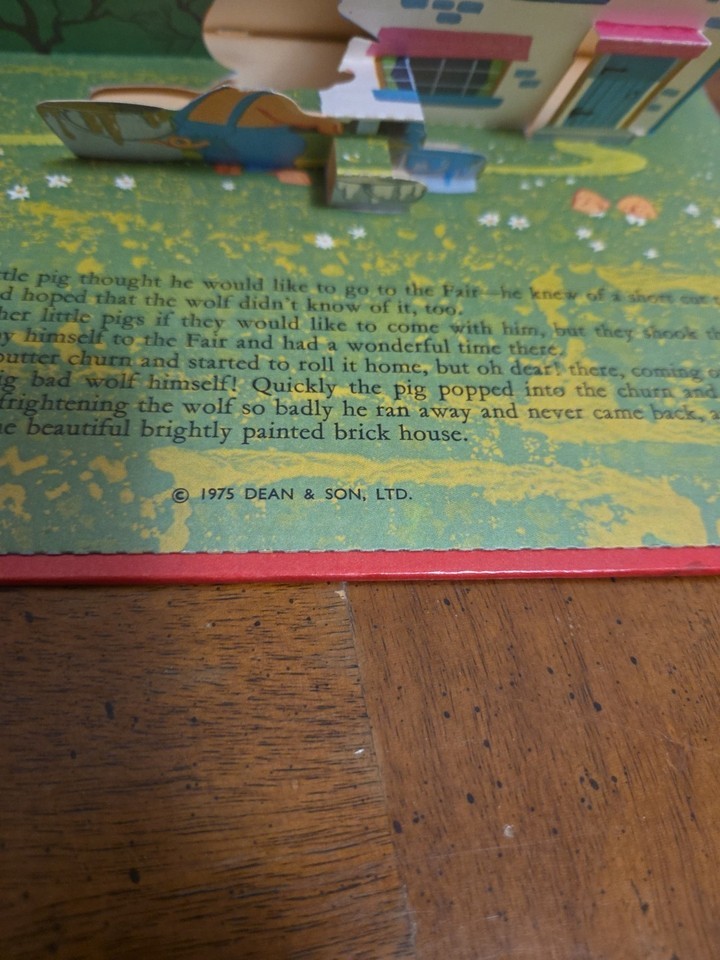 ttle pig thought he would like to go to the Fair—he knew of a short cut
d hoped that the wolf didn't know of it, too.
her little pigs if they would like to come with him, but they shook th
y himself to the Fair and had a wonderful time there.
butter churn and started to roll it home, but oh dear! there, coming
ig bad wolf himself! Quickly the pig popped into the churn and
frightening the wolf so badly he ran away and never came back, a
e beautiful brightly painted brick house.
© 1975 DEAN & SON, LTD.